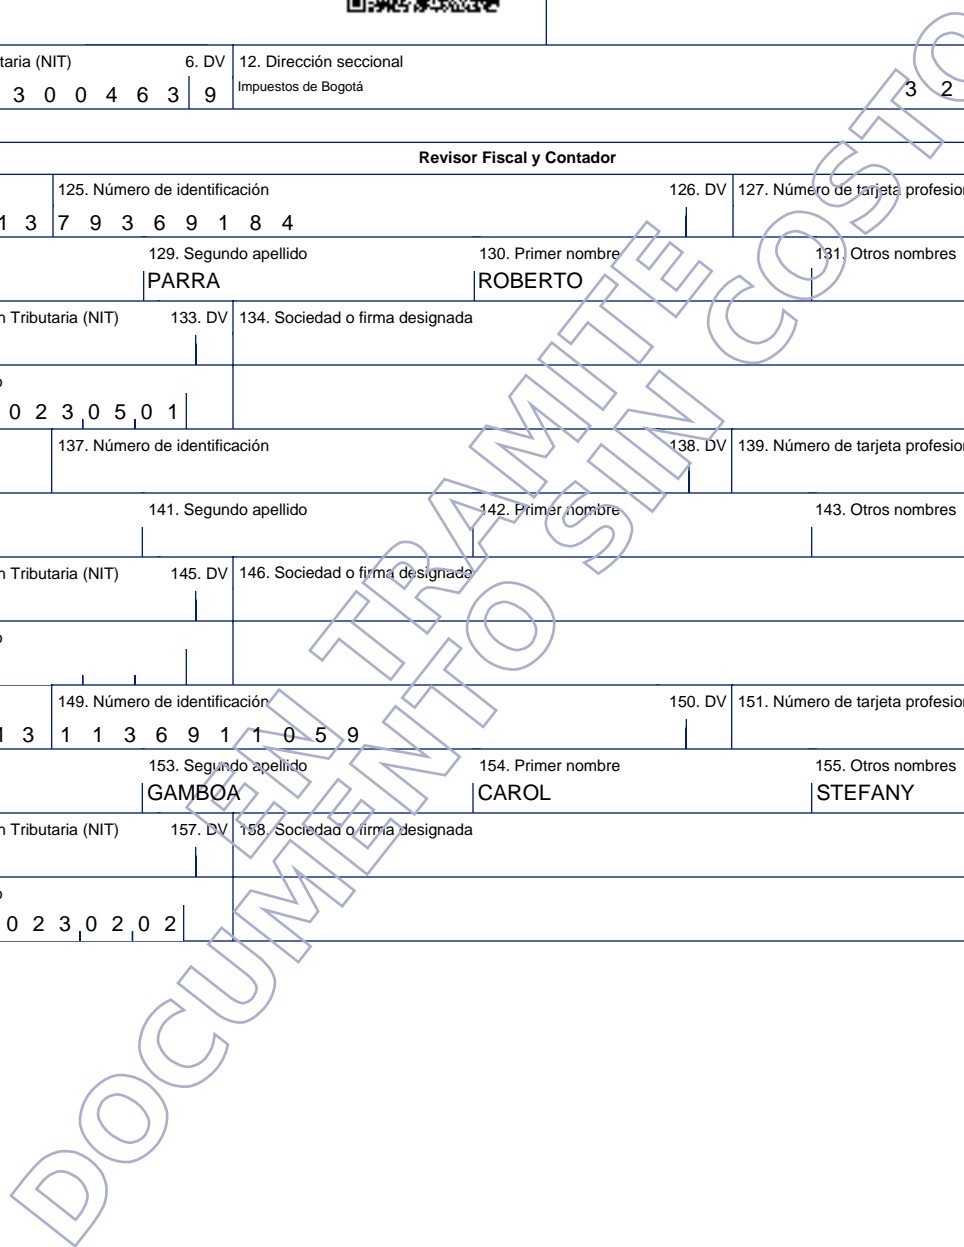 taria (NIT) 6. DV 12. Dirección seccional
3 0 0 4 6 3 9 Impuestos de Bogotá 3 2
Revisor Fiscal y Contador
125. Número de identificación 126. DV 127. Número de tarjeta profesion
1 3 7 9 3 6 9 1 8 4
129. Segundo apellido 130. Primer nombre 131. Otros nombres
PARRA ROBERTO
n Tributaria (NIT) 133. DV 134. Sociedad o firma designada
o
0 2 3 0 5 0 1
137. Número de identificación 138. DV 139. Número de tarjeta profesion
141. Segundo apellido 142. Primer nombre 143. Otros nombres
n Tributaria (NIT) 145. DV 146. Sociedad o firma designada
o
149. Número de identificación 150. DV 151. Número de tarjeta profesion
1 3 1 1 3 6 9 1 1 0 5 9
153. Segundo apellido 154. Primer nombre 155. Otros nombres
GAMBOA CAROL STEFANY
n Tributaria (NIT) 157. DV 158. Sociedad o firma designada
o
0 2 3 0 2 0 2
EN TRAMITE
DOCUMENTO SIN COSTO